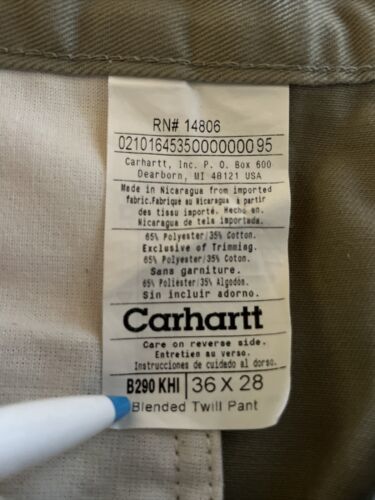 RN# 14806
0210164535000000095
Carhartt, Inc. P. O. Box 600
Dearborn, MI 48121 USA
Made in Nicaragua from imported
fabric.Fabrique au Nicaragua à partir
des tissu importé. Hecho en.
Nicaragua de tela importada.
65% Polyester/35% Cotton.
Exclusive of Trimming.
65% Polyester/35% Coton.
Sans garniture.
65% Poliester/35% Algodón.
Sin incluir adorno.
Carhartt
Care on reverse side.
Entretien au verso.
Instrucciones de cuidado al dorso.
B290 KHI 36 X 28
Blended Twill Pant